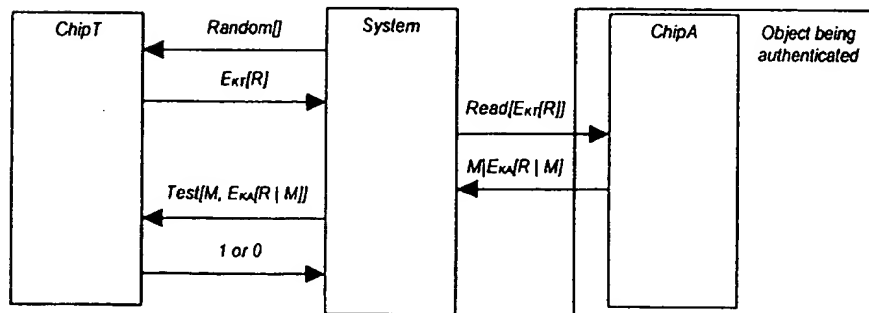 ChipT
System
ChipA
Object being
authenticated
Random[]
EKT[R]
Read[EKT[R]]
M|EKA[R | M]
Test[M, EKA[R | M]]
1 or 0